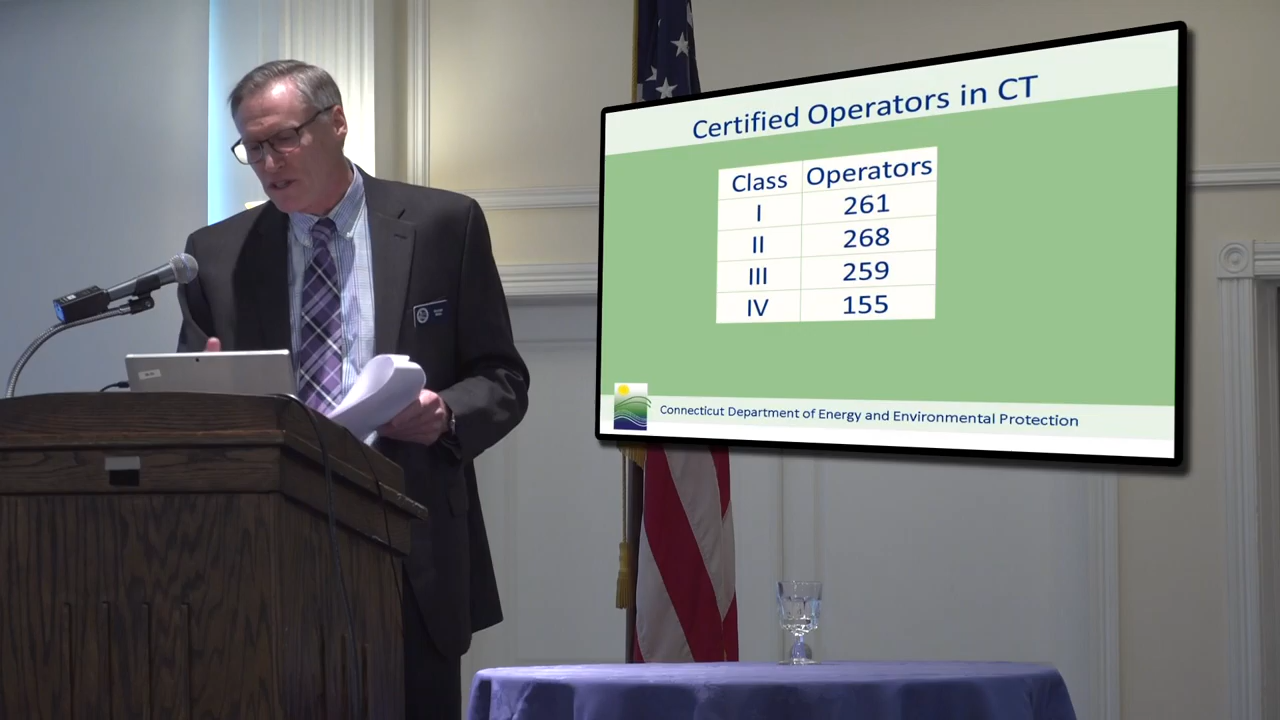 Certified Operators in CT
Class Operators
I 261
II 268
III 259
IV 155
Connecticut Department of Energy and Environmental Protection